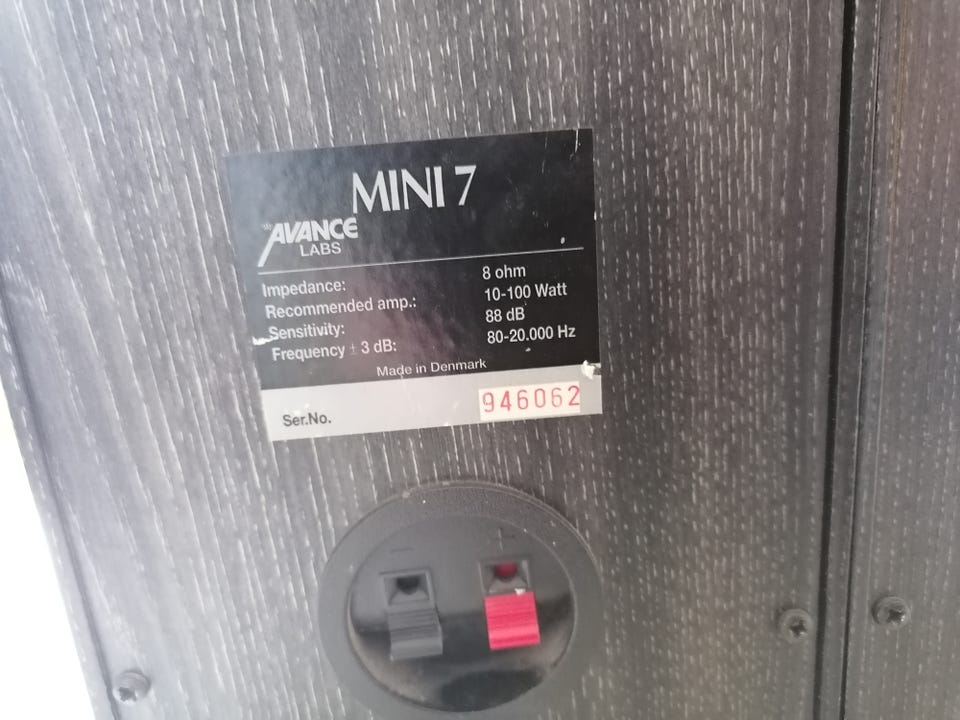 MINI 7
AVANCE
LABS
Impedance: 8 ohm
Recommended amp.: 10-100 Watt
Sensitivity: 88 dB
Frequency ± 3 dB: 80-20.000 Hz
Made in Denmark
Ser.No. 946062
− +